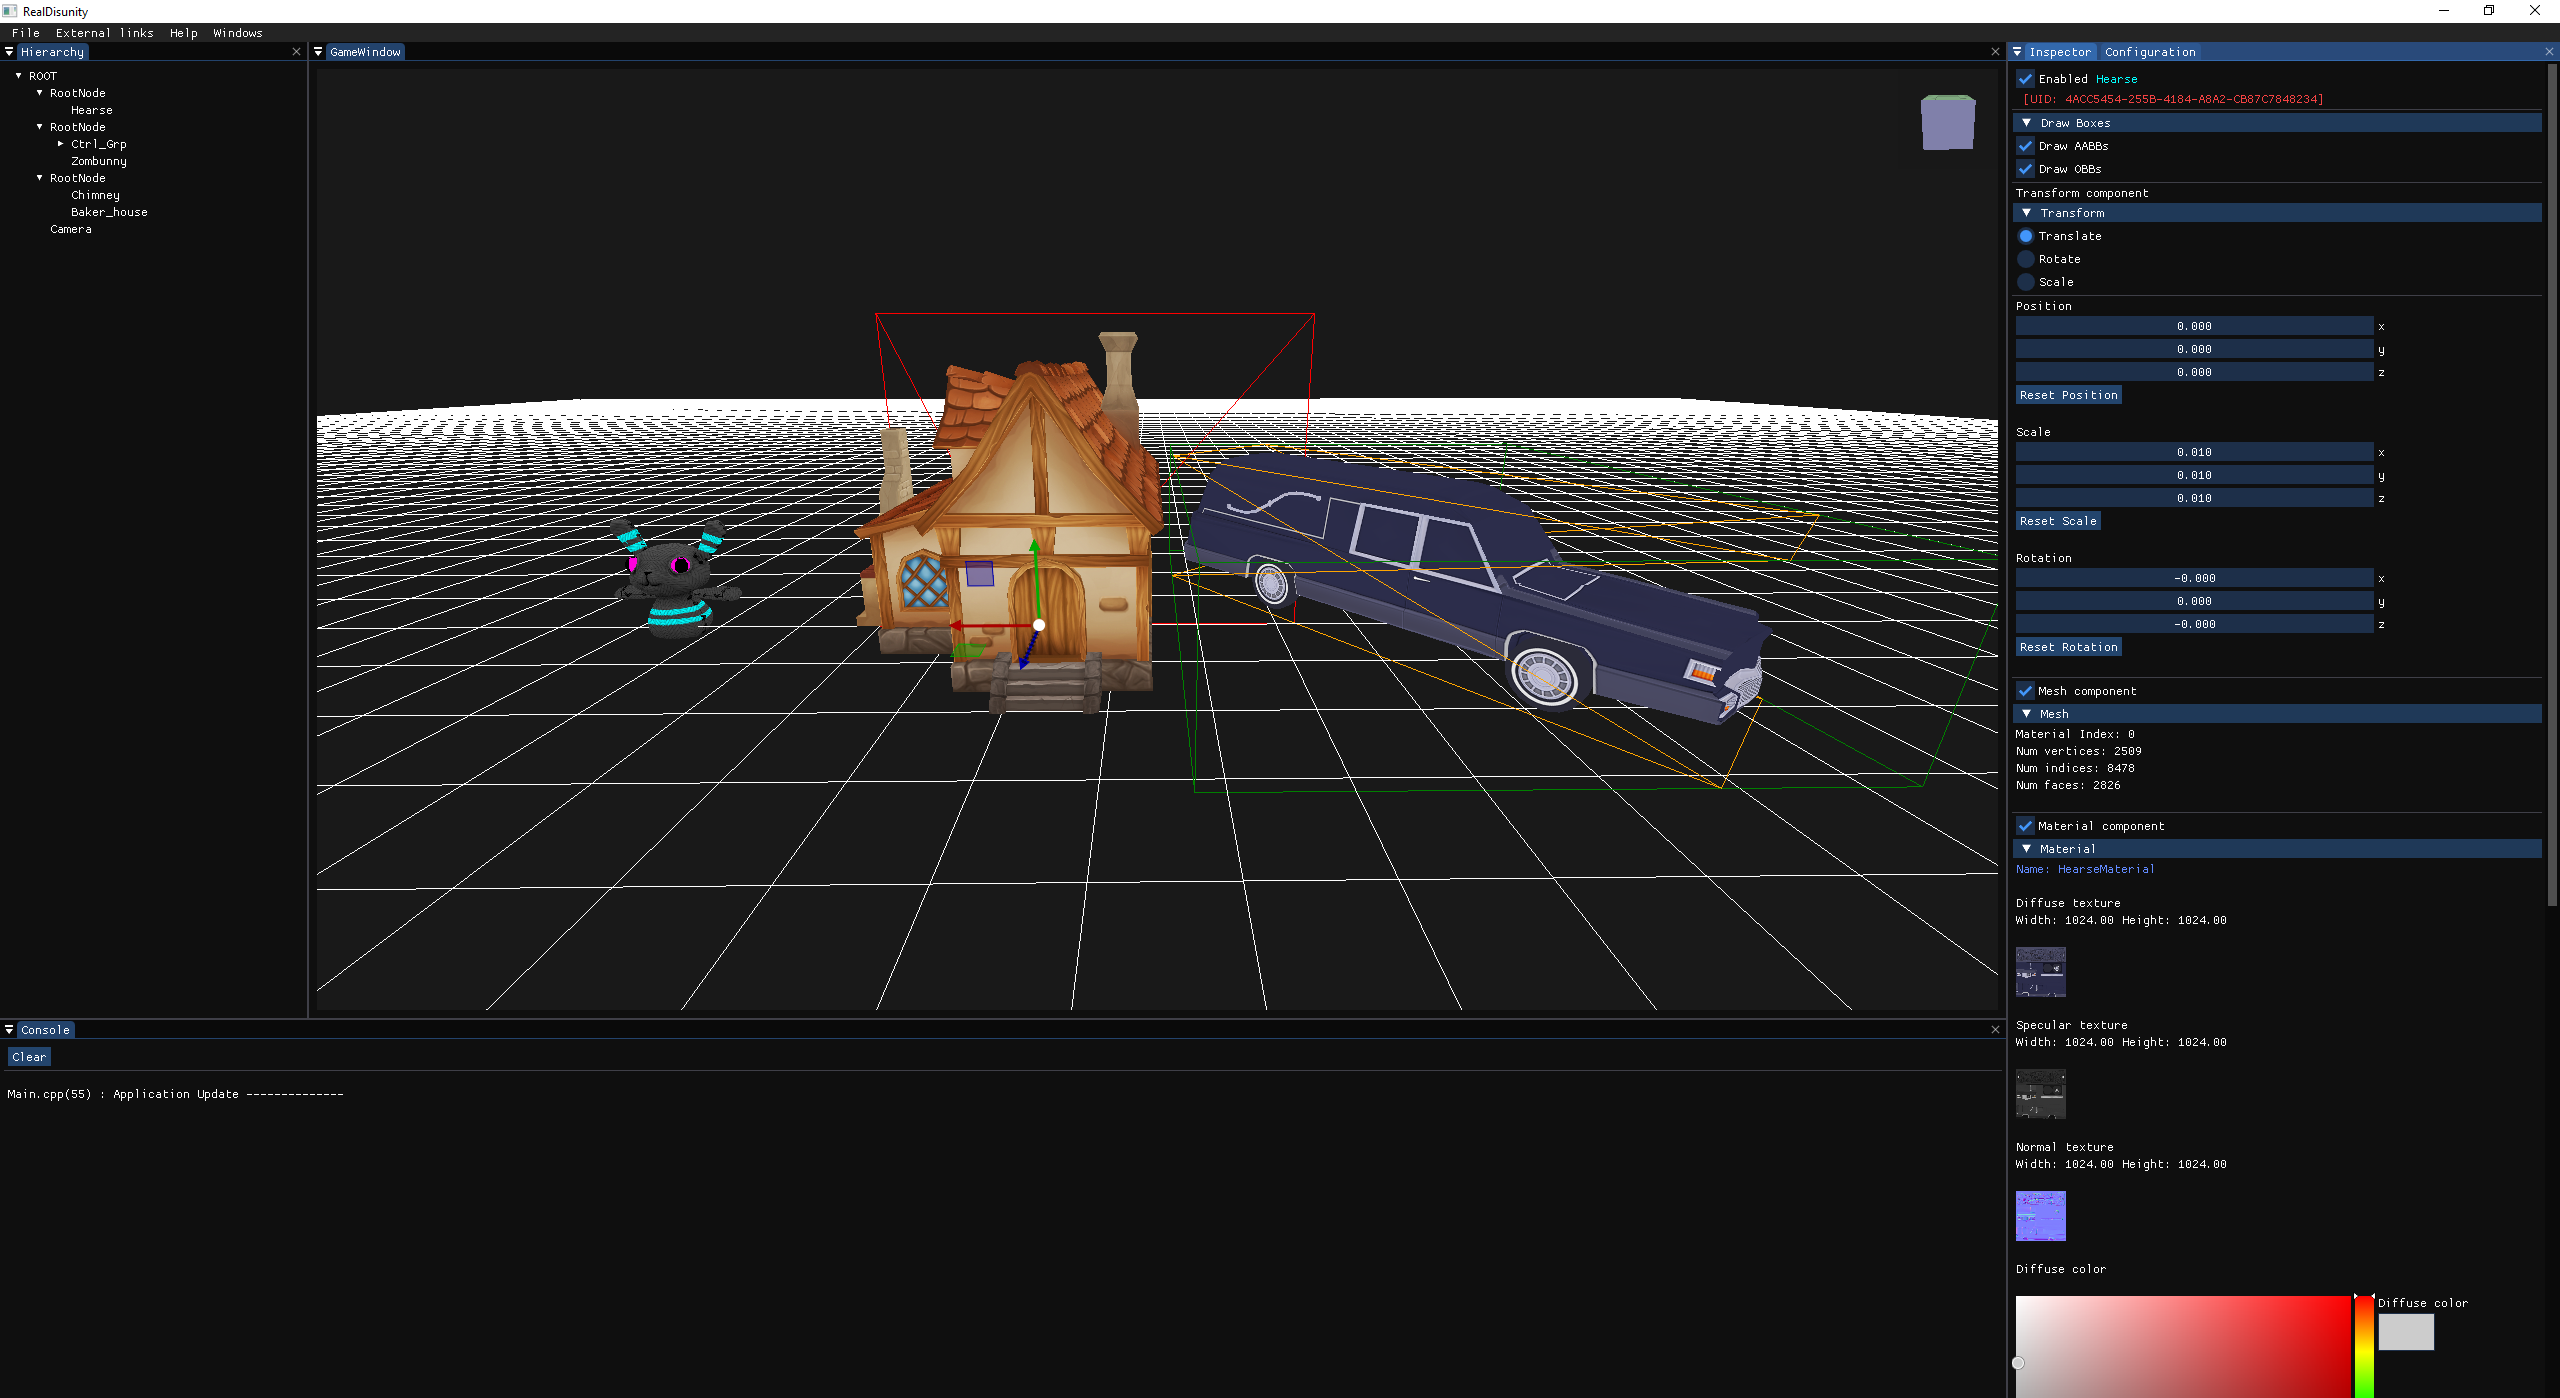 RealDisunity
File External links Help Windows
Hierarchy
ROOT
RootNode
Hearse
RootNode
Ctrl_Grp
Zombunny
RootNode
Chimney
Baker_house
Camera
GameWindow
Console
Clear
Main.cpp(55) : Application Update --------------
Inspector Configuration
Enabled Hearse
[UID: 4ACC5454-255B-4184-A8A2-CB87C7848234]
Draw Boxes
Draw AABBs
Draw OBBs
Transform component
Transform
Translate
Rotate
Scale
Position
0.000 x
0.000 y
0.000 z
Reset Position
Scale
0.010 x
0.010 y
0.010 z
Reset Scale
Rotation
-0.000 x
0.000 y
-0.000 z
Reset Rotation
Mesh component
Mesh
Material Index: 0
Num vertices: 2509
Num indices: 8478
Num faces: 2826
Material component
Material
Name: HearseMaterial
Diffuse texture
Width: 1024.00 Height: 1024.00
Specular texture
Width: 1024.00 Height: 1024.00
Normal texture
Width: 1024.00 Height: 1024.00
Diffuse color
Diffuse color